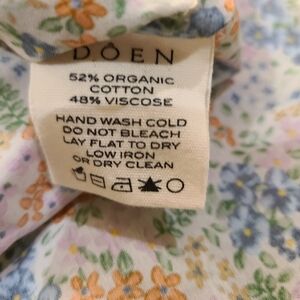 DÔEN
52% ORGANIC
COTTON
48% VISCOSE
HAND WASH COLD
DO NOT BLEACH
LAY FLAT TO DRY
LOW IRON
OR DRY CLEAN